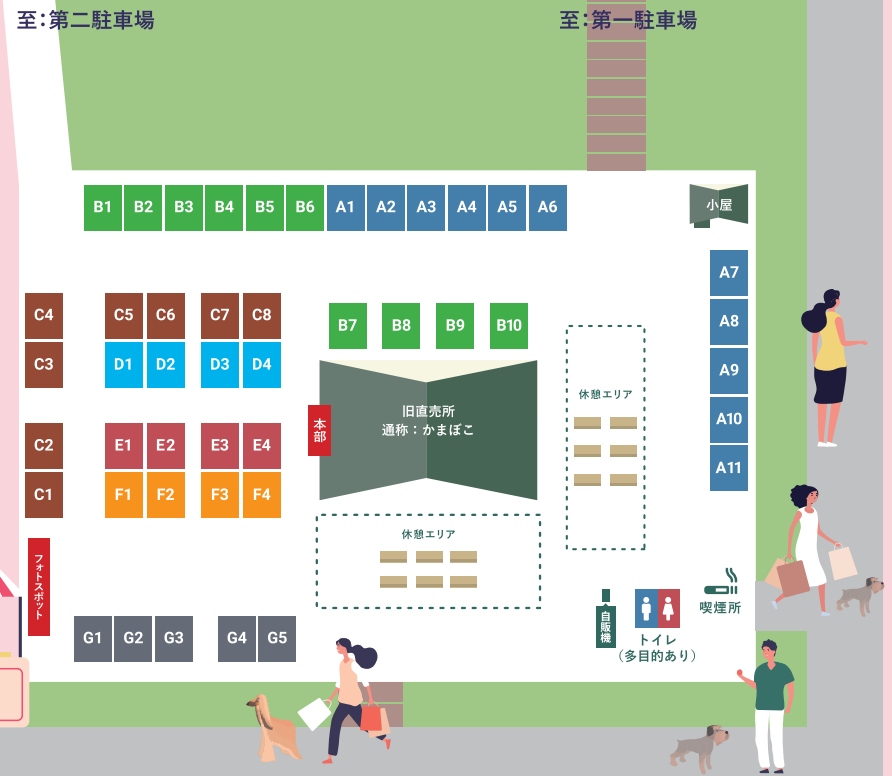 至：第二駐車場
至：第一駐車場
B1 B2 B3 B4 B5 B6 A1 A2 A3 A4 A5 A6
小屋
A7
A8
A9
A10
A11
C4 C5 C6 C7 C8
C3 D1 D2 D3 D4
C2 E1 E2 E3 E4
C1 F1 F2 F3 F4
B7 B8 B9 B10
旧直売所
通称：かまぼこ
本部
休憩エリア
休憩エリア
フォトスポット
G1 G2 G3 G4 G5
自販機
トイレ
（多目的あり）
喫煙所